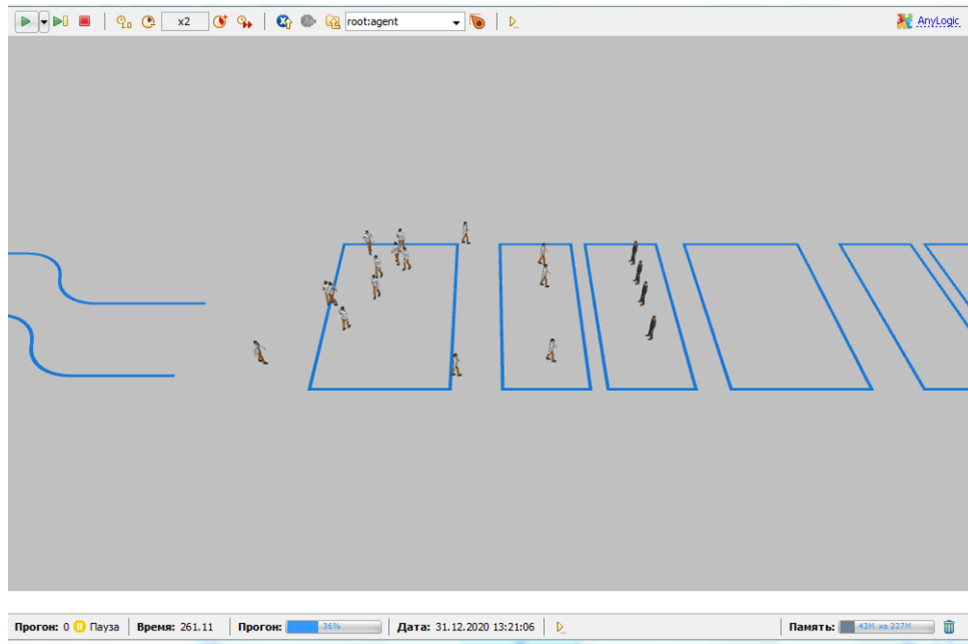 x2 root:agent AnyLogic
Прогон: 0 Пауза Время: 261.11 Прогон: 36% Дата: 31.12.2020 13:21:06 Память: 43M из 227M